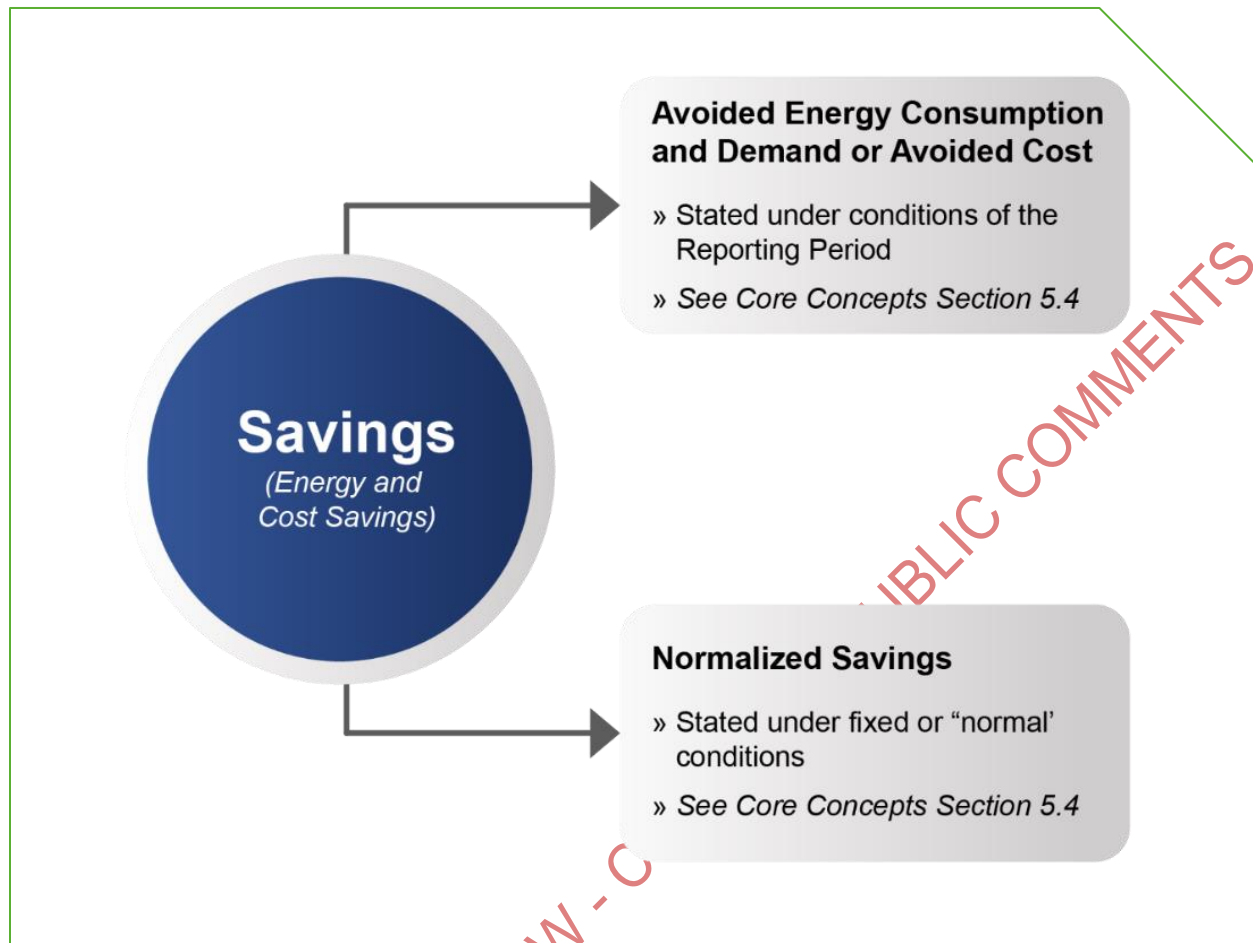 Avoided Energy Consumption
and Demand or Avoided Cost
» Stated under conditions of the
Reporting Period
» See Core Concepts Section 5.4
Savings
(Energy and
Cost Savings)
Normalized Savings
» Stated under fixed or “normal’
conditions
» See Core Concepts Section 5.4
COMMENTS